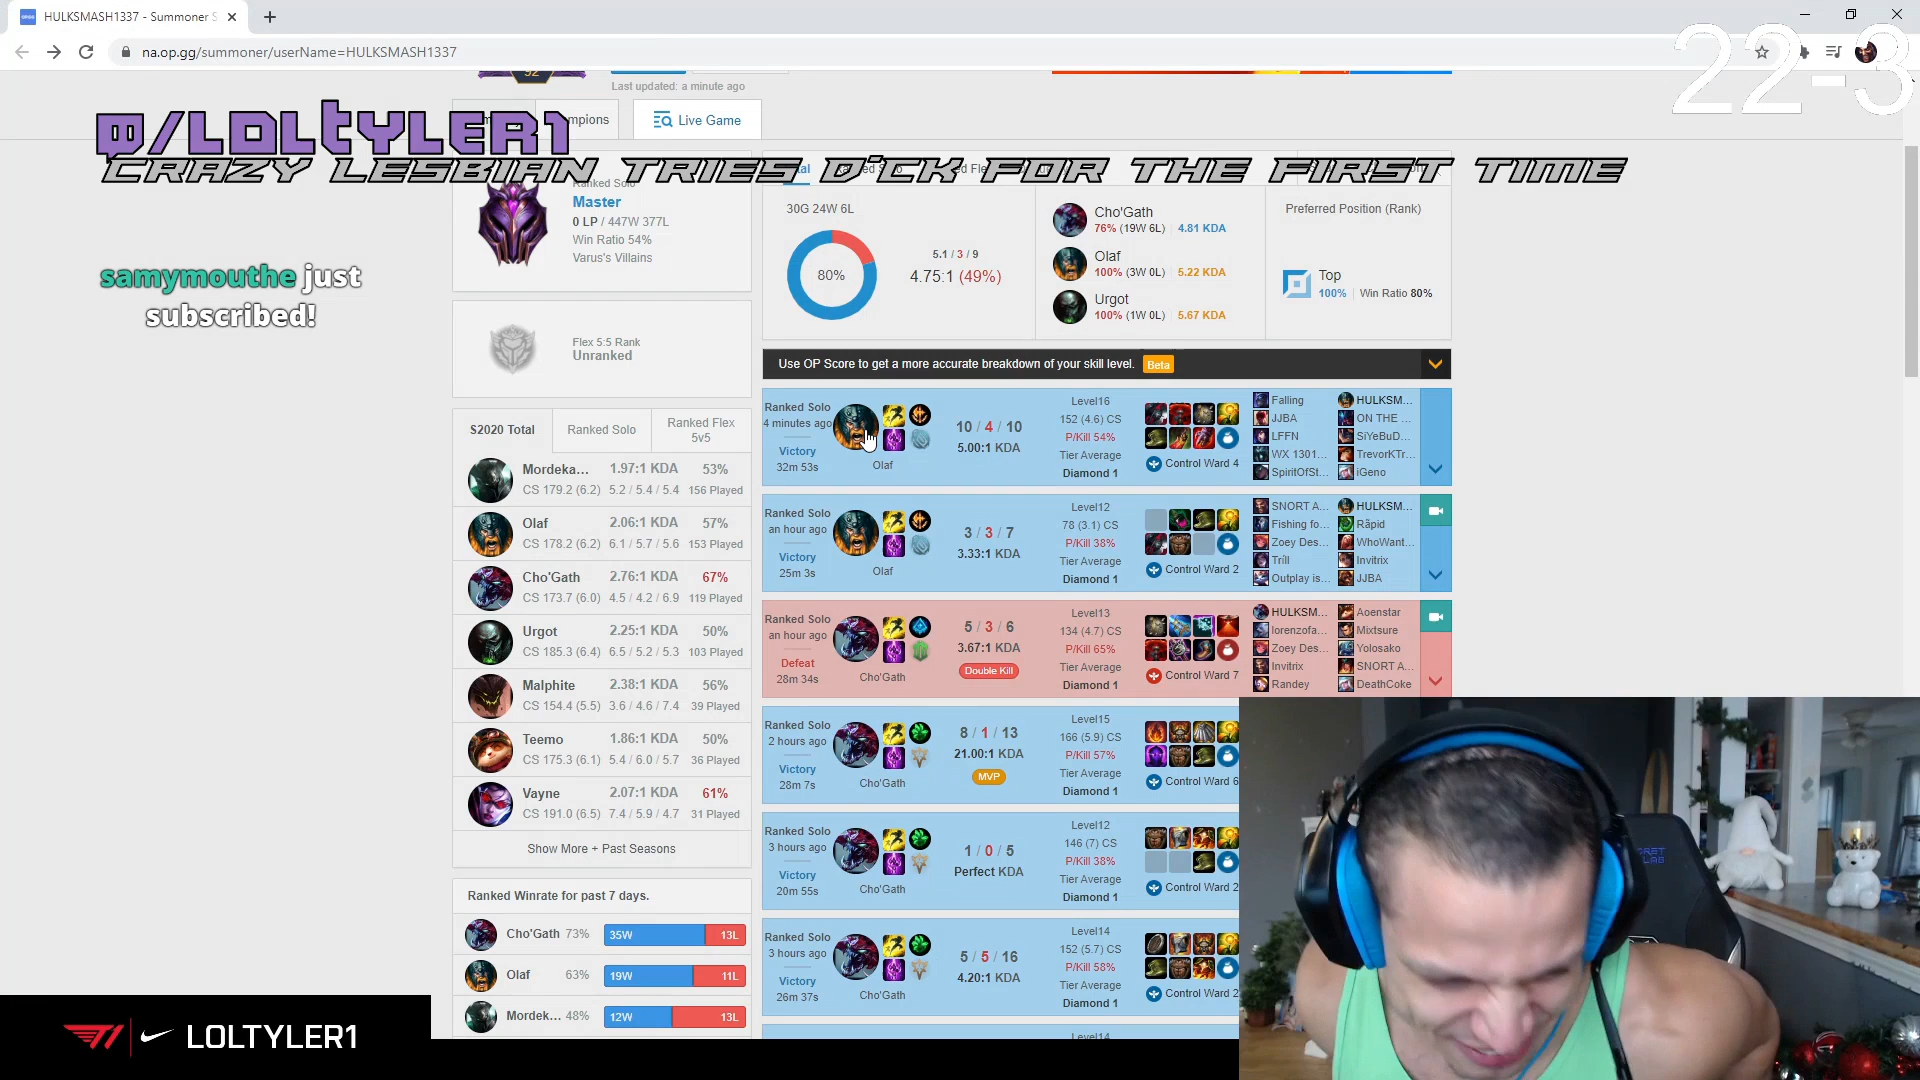 HULKSMASH1337 - Summoner S
na.op.gg/summoner/userName=HULKSMASH1337
22-3
Last updated: a minute ago
Live Game
@/LOLTYLER1
CRAZY LESBIAN TRIES D*CK FOR THE FIRST TIME
samymouthe just
subscribed!
Ranked Solo
Master
0 LP / 447W 377L
Win Ratio 54%
Varus's Villains
Flex 5:5 Rank
Unranked
30G 24W 6L
80%
5.1 / 3 / 9
4.75:1 (49%)
Cho'Gath
76% (19W 6L) 4.81 KDA
Olaf
100% (3W 0L) 5.22 KDA
Urgot
100% (1W 0L) 5.67 KDA
Preferred Position (Rank)
Top
100% Win Ratio 80%
Use OP Score to get a more accurate breakdown of your skill level. Beta
S2020 Total
Ranked Solo
Ranked Flex
5v5
Mordeka... 1.97:1 KDA 53%
CS 179.2 (6.2) 5.2 / 5.4 / 5.4 156 Played
Olaf 2.06:1 KDA 57%
CS 178.2 (6.2) 6.1 / 5.7 / 5.6 153 Played
Cho'Gath 2.76:1 KDA 67%
CS 173.7 (6.0) 4.5 / 4.2 / 6.9 119 Played
Urgot 2.25:1 KDA 50%
CS 185.3 (6.4) 6.5 / 5.2 / 5.3 103 Played
Malphite 2.38:1 KDA 56%
CS 154.4 (5.5) 3.6 / 4.6 / 7.4 39 Played
Teemo 1.86:1 KDA 50%
CS 175.3 (6.1) 5.4 / 6.0 / 5.7 36 Played
Vayne 2.07:1 KDA 61%
CS 191.0 (6.5) 7.4 / 5.9 / 4.7 31 Played
Show More + Past Seasons
Ranked Winrate for past 7 days.
Cho'Gath 73% 35W 13L
Olaf 63% 19W 11L
Mordek... 48% 12W 13L
Ranked Solo
4 minutes ago
Victory
32m 53s
Olaf
10 / 4 / 10
5.00:1 KDA
Level16
152 (4.6) CS
P/Kill 54%
Tier Average
Diamond 1
Control Ward 4
Falling HULKSM...
JJBA ON THE ...
LFFN SiYeBuD...
WX 1301... TrevorKTr...
SpiritOfSt... iGeno
Ranked Solo
an hour ago
Victory
25m 3s
Olaf
3 / 3 / 7
3.33:1 KDA
Level12
78 (3.1) CS
P/Kill 38%
Tier Average
Diamond 1
Control Ward 2
SNORT A... HULKSM...
Fishing fo... Rãpid
Zoey Des... WhoWant...
Tríll Invitrix
Outplay is... JJBA
Ranked Solo
an hour ago
Defeat
28m 34s
Cho'Gath
5 / 3 / 6
3.67:1 KDA
Double Kill
Level13
134 (4.7) CS
P/Kill 65%
Tier Average
Diamond 1
Control Ward 7
HULKSM... Aoenstar
lorenzofa... Mixtsure
Zoey Des... Yolosako
Invitrix SNORT A...
Randey DeathCoke
Ranked Solo
2 hours ago
Victory
28m 7s
Cho'Gath
8 / 1 / 13
21.00:1 KDA
MVP
Level15
166 (5.9) CS
P/Kill 57%
Tier Average
Diamond 1
Control Ward 6
Ranked Solo
3 hours ago
Victory
20m 55s
Cho'Gath
1 / 0 / 5
Perfect KDA
Level12
146 (7) CS
P/Kill 38%
Tier Average
Diamond 1
Control Ward 2
Ranked Solo
3 hours ago
Victory
26m 37s
Cho'Gath
5 / 5 / 16
4.20:1 KDA
Level14
152 (5.7) CS
P/Kill 58%
Tier Average
Diamond 1
Control Ward 2
Level14
T1 LOLTYLER1